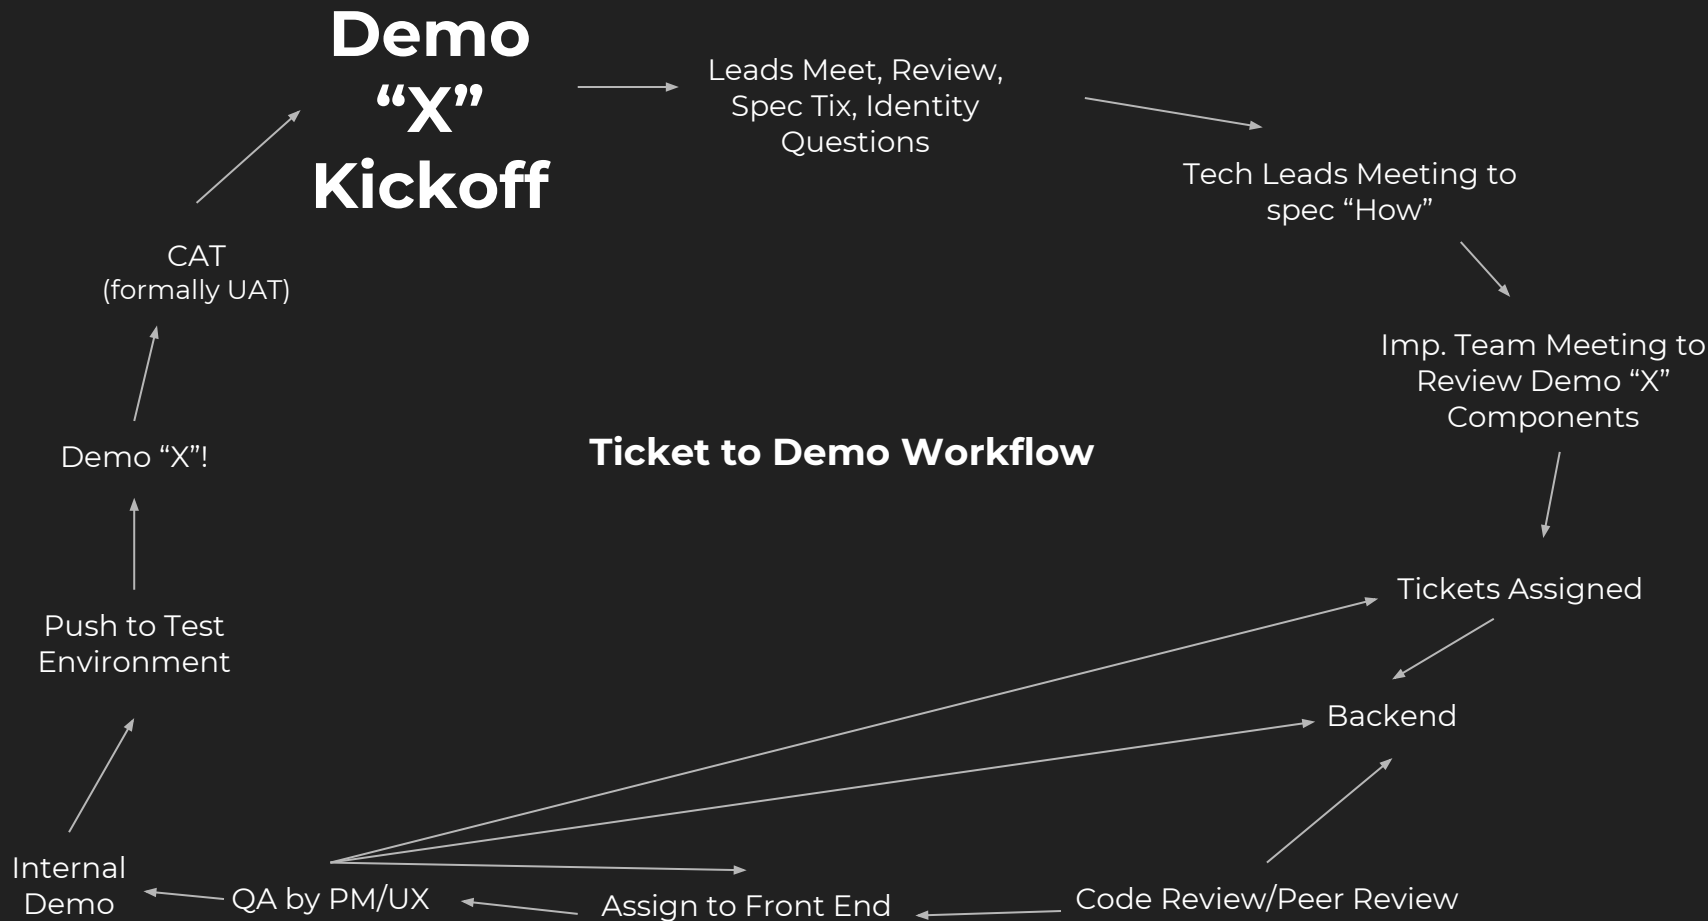 Demo
“X”
Kickoff
Leads Meet, Review,
Spec Tix, Identity
Questions
Tech Leads Meeting to
spec “How”
Imp. Team Meeting to
Review Demo “X”
Components
Tickets Assigned
Backend
Code Review/Peer Review
Assign to Front End
QA by PM/UX
Internal
Demo
Push to Test
Environment
Demo “X”!
CAT
(formally UAT)
Ticket to Demo Workflow